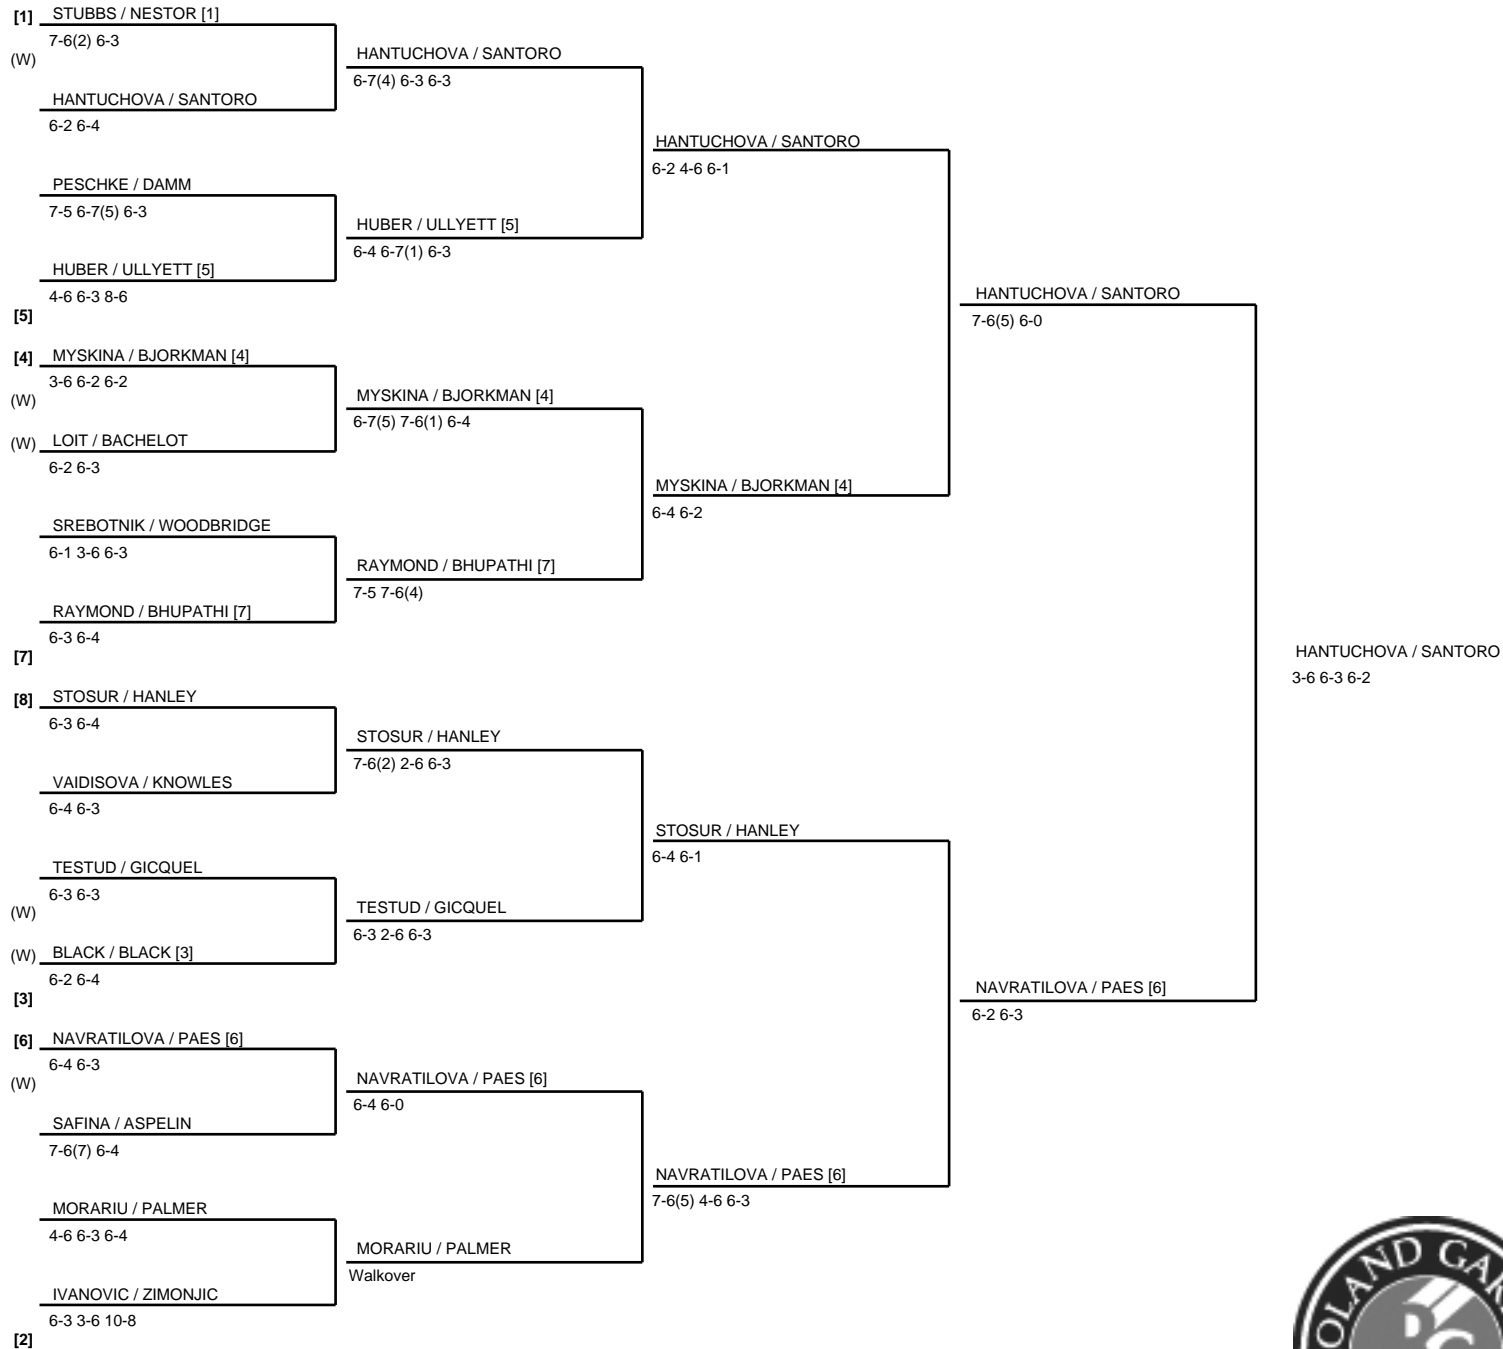 [1] STUBBS / NESTOR [1]
7-6(2) 6-3
(W)
HANTUCHOVA / SANTORO
6-7(4) 6-3 6-3
HANTUCHOVA / SANTORO
6-2 6-4
HANTUCHOVA / SANTORO
6-2 4-6 6-1
PESCHKE / DAMM
7-5 6-7(5) 6-3
HUBER / ULLYETT [5]
6-4 6-7(1) 6-3
HUBER / ULLYETT [5]
4-6 6-3 8-6
[5]
HANTUCHOVA / SANTORO
7-6(5) 6-0
[4] MYSKINA / BJORKMAN [4]
3-6 6-2 6-2
(W)
MYSKINA / BJORKMAN [4]
6-7(5) 7-6(1) 6-4
(W) LOIT / BACHELOT
6-2 6-3
MYSKINA / BJORKMAN [4]
6-4 6-2
SREBOTNIK / WOODBRIDGE
6-1 3-6 6-3
RAYMOND / BHUPATHI [7]
7-5 7-6(4)
RAYMOND / BHUPATHI [7]
6-3 6-4
[7]
HANTUCHOVA / SANTORO
3-6 6-3 6-2
[8] STOSUR / HANLEY
6-3 6-4
STOSUR / HANLEY
7-6(2) 2-6 6-3
VAIDISOVA / KNOWLES
6-4 6-3
STOSUR / HANLEY
6-4 6-1
TESTUD / GICQUEL
6-3 6-3
(W)
TESTUD / GICQUEL
6-3 2-6 6-3
(W) BLACK / BLACK [3]
6-2 6-4
[3]
NAVRATILOVA / PAES [6]
6-2 6-3
[6] NAVRATILOVA / PAES [6]
6-4 6-3
(W)
NAVRATILOVA / PAES [6]
6-4 6-0
SAFINA / ASPELIN
7-6(7) 6-4
NAVRATILOVA / PAES [6]
7-6(5) 4-6 6-3
MORARIU / PALMER
4-6 6-3 6-4
MORARIU / PALMER
Walkover
IVANOVIC / ZIMONJIC
6-3 3-6 10-8
[2]